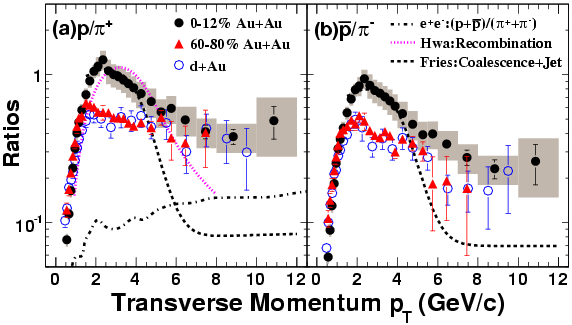 (a)p/π⁺
0-12% Au+Au
60-80% Au+Au
d+Au
(b)p̅/π⁻
e⁺e⁻:(p+p̅)/(π⁺+π⁻)
Hwa:Recombination
Fries:Coalescence+Jet
Ratios
1
10⁻¹
0 2 4 6 8 10 12
0 2 4 6 8 10 12
Transverse Momentum p_T (GeV/c)